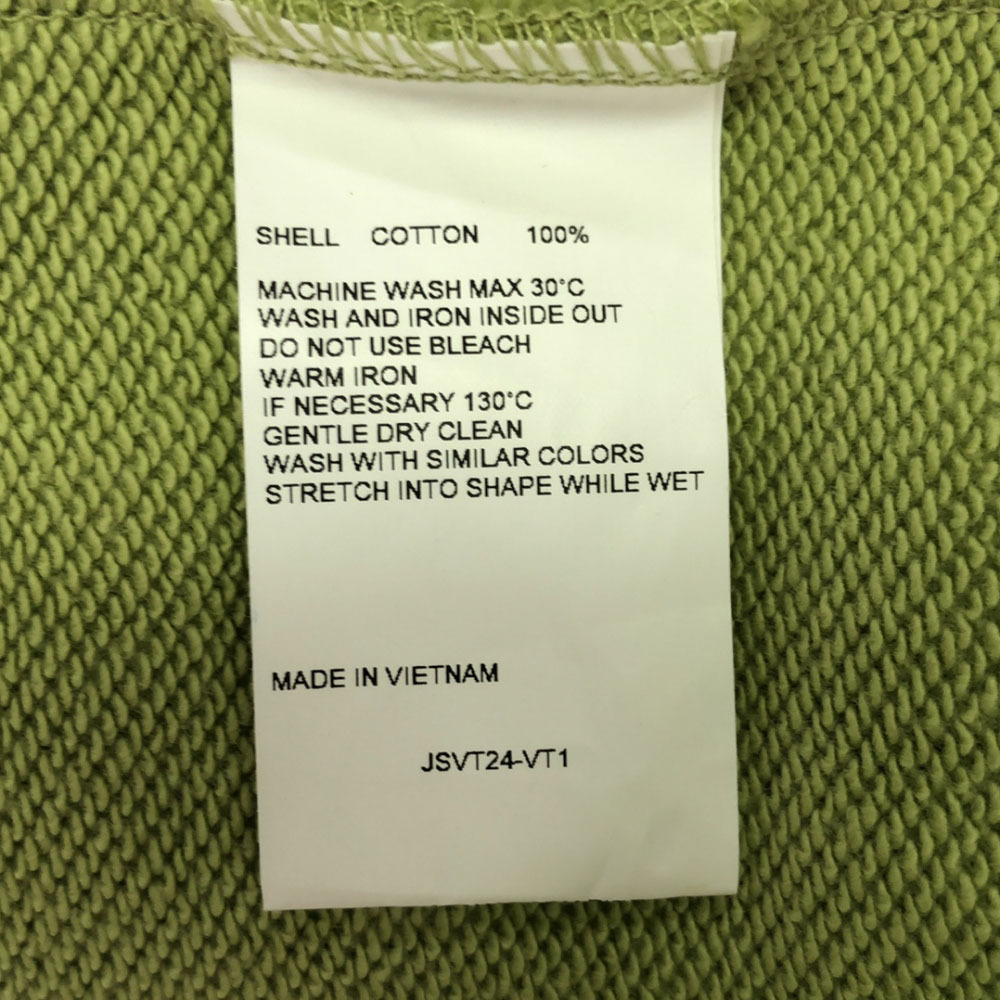 SHELL COTTON 100%
MACHINE WASH MAX 30°C
WASH AND IRON INSIDE OUT
DO NOT USE BLEACH
WARM IRON
IF NECESSARY 130°C
GENTLE DRY CLEAN
WASH WITH SIMILAR COLORS
STRETCH INTO SHAPE WHILE WET
MADE IN VIETNAM
JSVT24-VT1